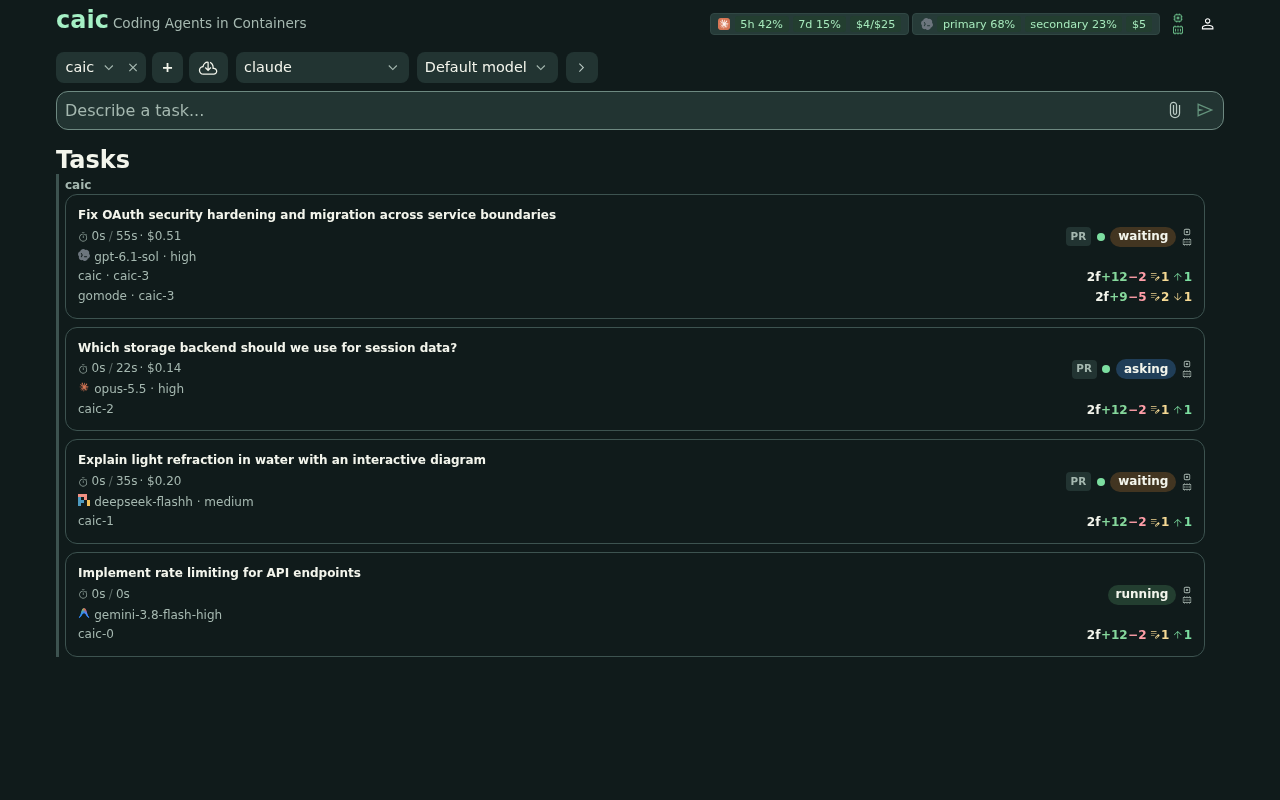 caic Coding Agents in Containers
5h 42% 7d 15% $4/$25
primary 68% secondary 23% $5
caic
+
claude
Default model
Describe a task...
Tasks
caic
Fix OAuth security hardening and migration across service boundaries
0s / 55s · $0.51
PR waiting
gpt-6.1-sol · high
caic · caic-3
2f+12−2 1 ↑1
gomode · caic-3
2f+9−5 2 ↓1
Which storage backend should we use for session data?
0s / 22s · $0.14
PR asking
opus-5.5 · high
caic-2
2f+12−2 1 ↑1
Explain light refraction in water with an interactive diagram
0s / 35s · $0.20
PR waiting
deepseek-flashh · medium
caic-1
2f+12−2 1 ↑1
Implement rate limiting for API endpoints
0s / 0s
running
gemini-3.8-flash-high
caic-0
2f+12−2 1 ↑1